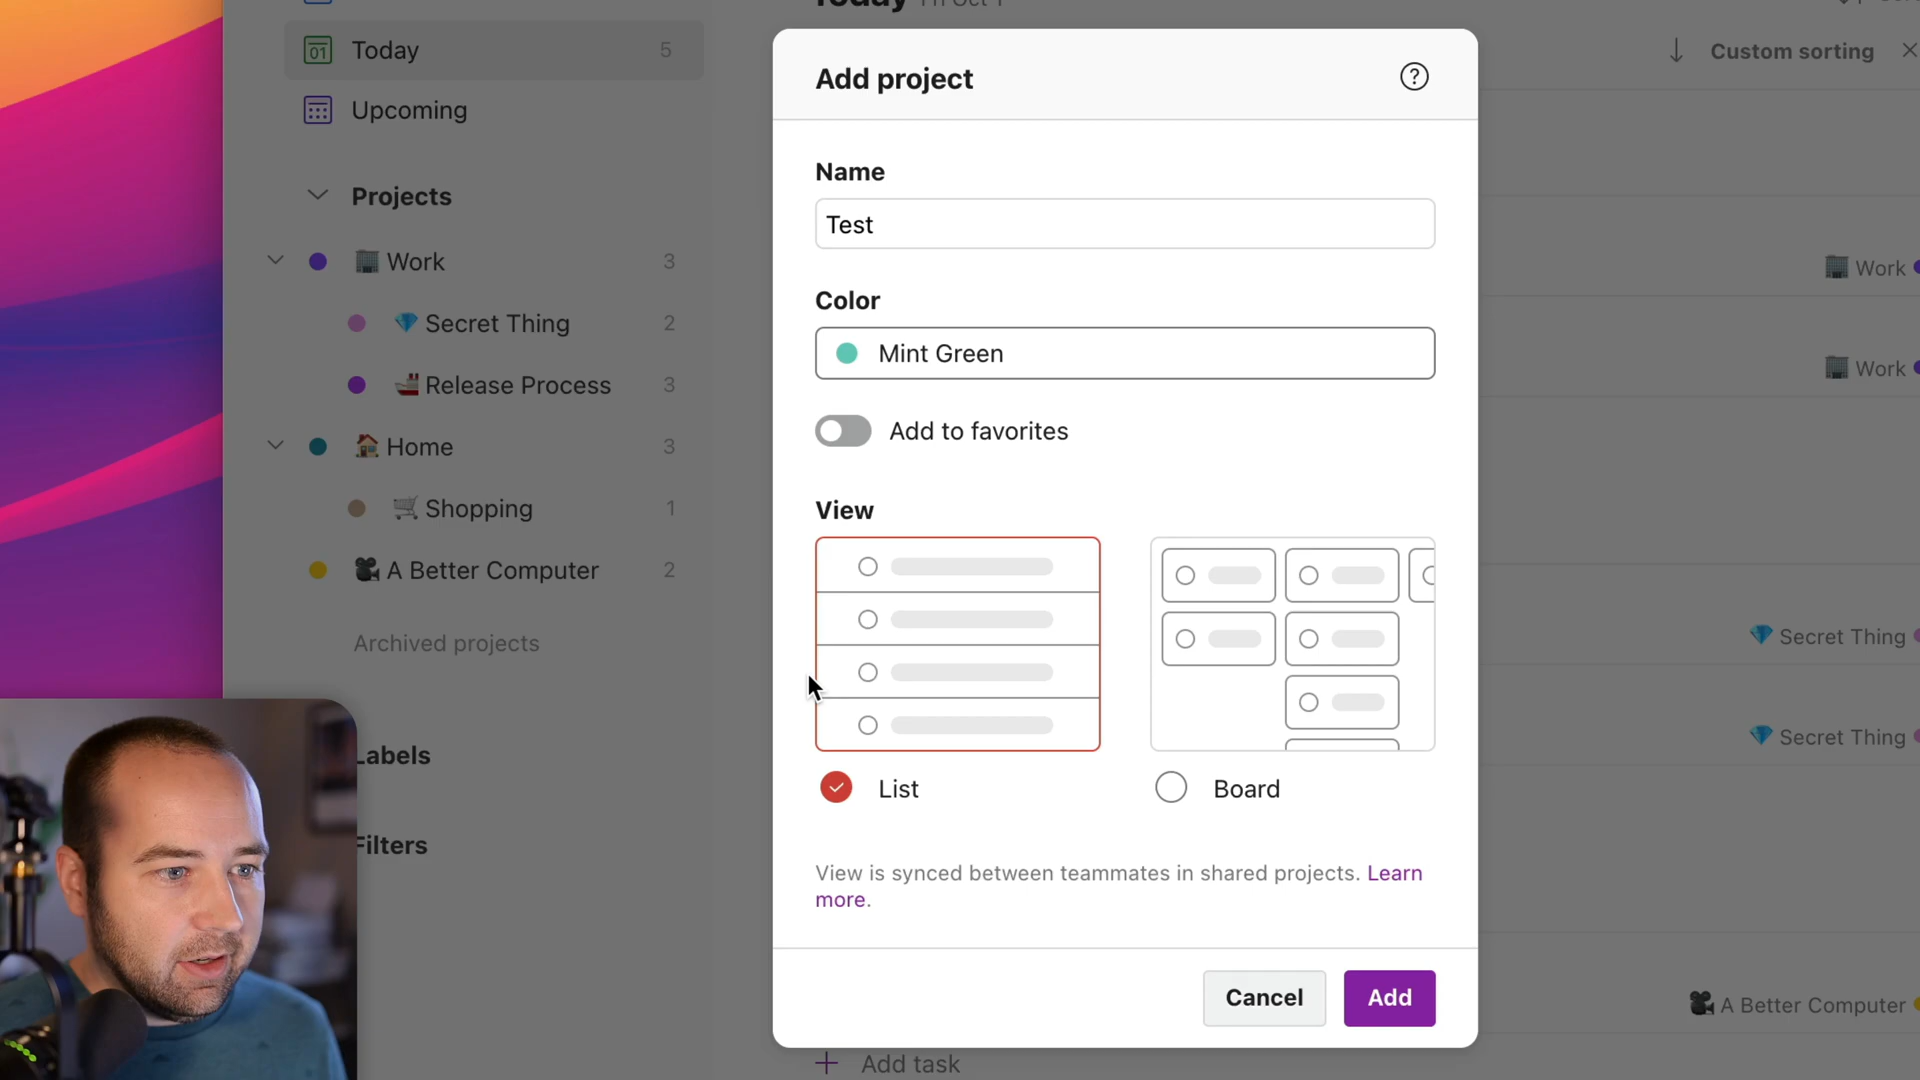 Today
01
Today 5
Upcoming
Projects
Work 3
Secret Thing 2
Release Process 3
Home 3
Shopping 1
A Better Computer 2
Archived projects
Labels
Filters
Add project
?
Name
Test
Color
Mint Green
Add to favorites
View
List
Board
View is synced between teammates in shared projects. Learn
more.
Cancel
Add
Add task
Custom sorting
Work
Work
Secret Thing
Secret Thing
A Better Computer